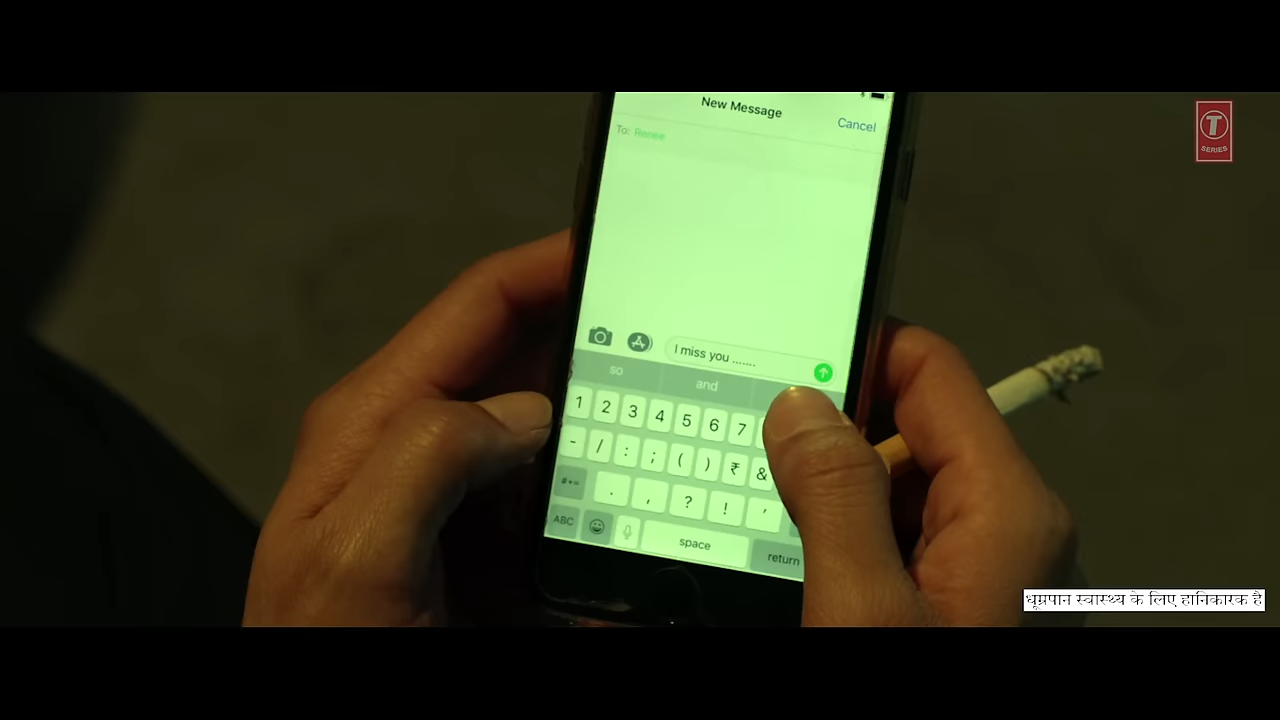 New Message
Cancel
To: Renee
T
SERIES
I miss you .......
so
and
1 2 3 4 5 6 7
- / : ; ( ) ₹ &
#+=
. , ? ! ’
ABC
space
return
धूम्रपान स्वास्थ्य के लिए हानिकारक है